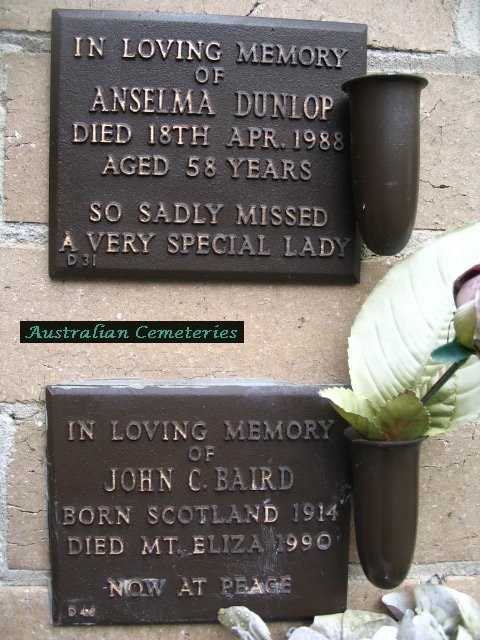 IN LOVING MEMORY
OF
ANSELMA DUNLOP
DIED 18TH APR. 1988
AGED 58 YEARS
SO SADLY MISSED
A VERY SPECIAL LADY
D 31
Australian Cemeteries
IN LOVING MEMORY
OF
JOHN C. BAIRD
BORN SCOTLAND 1914
DIED MT. ELIZA 1990
NOW AT PEACE